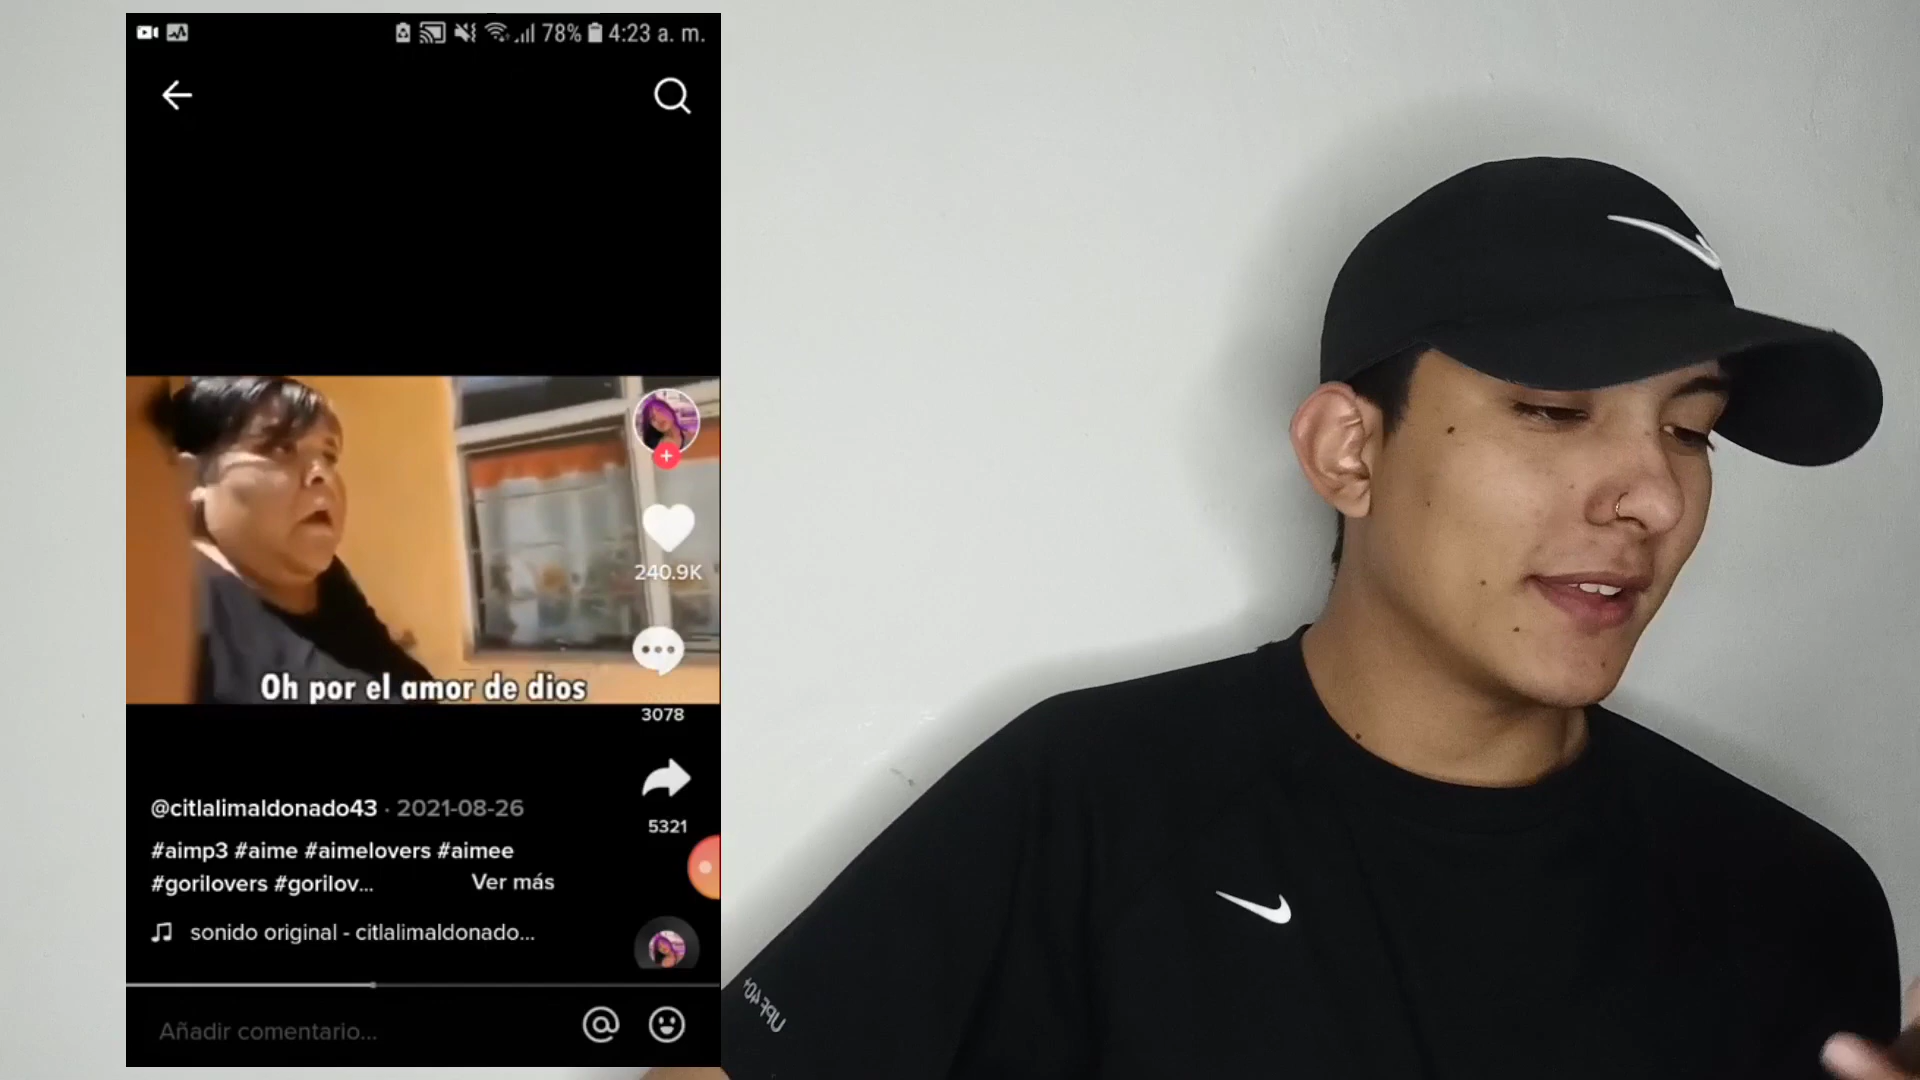 78% 4:23 a. m.
Oh por el amor de dios
240.9K
3078
5321
@citlalimaldonado43 · 2021-08-26
#aimp3 #aime #aimelovers #aimee
#gorilovers #gorilov... Ver más
sonido original - citlalimaldonado...
Añadir comentario...
UPF40+